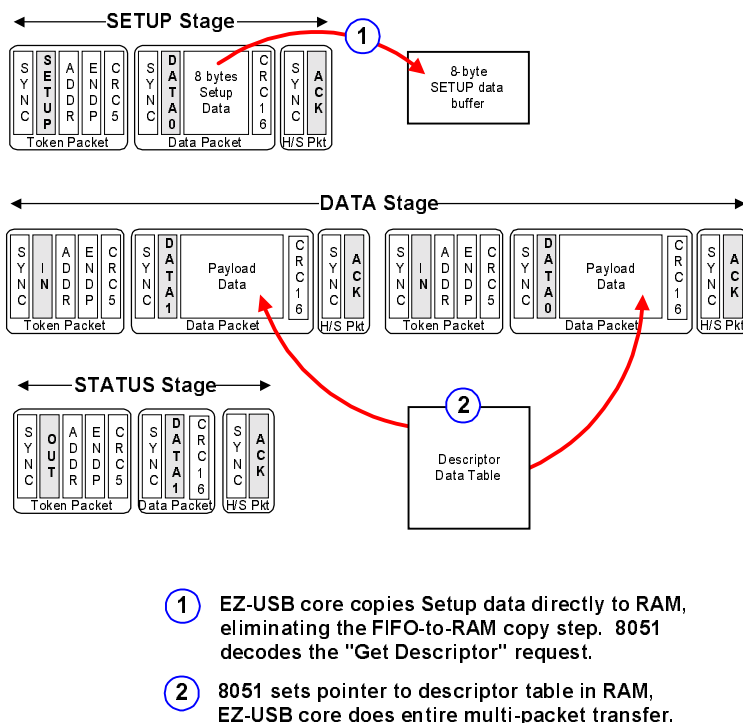 SETUP Stage
1
SYNC SETUP ADDR ENDP CRC5
Token Packet
SYNC DATA0 8 bytes Setup Data CRC16
Data Packet
SYNC ACK
H/S Pkt
8-byte
SETUP data
buffer
DATA Stage
SYNC IN ADDR ENDP CRC5
Token Packet
SYNC DATA1 Payload Data CRC16
Data Packet
SYNC ACK
H/S Pkt
SYNC IN ADDR ENDP CRC5
Token Packet
SYNC DATA0 Payload Data CRC16
Data Packet
SYNC ACK
H/S Pkt
STATUS Stage
SYNC OUT ADDR ENDP CRC5
Token Packet
SYNC DATA1 CRC16
Data Packet
SYNC ACK
H/S Pkt
2
Descriptor
Data Table
1 EZ-USB core copies Setup data directly to RAM,
eliminating the FIFO-to-RAM copy step. 8051
decodes the "Get Descriptor" request.
2 8051 sets pointer to descriptor table in RAM,
EZ-USB core does entire multi-packet transfer.